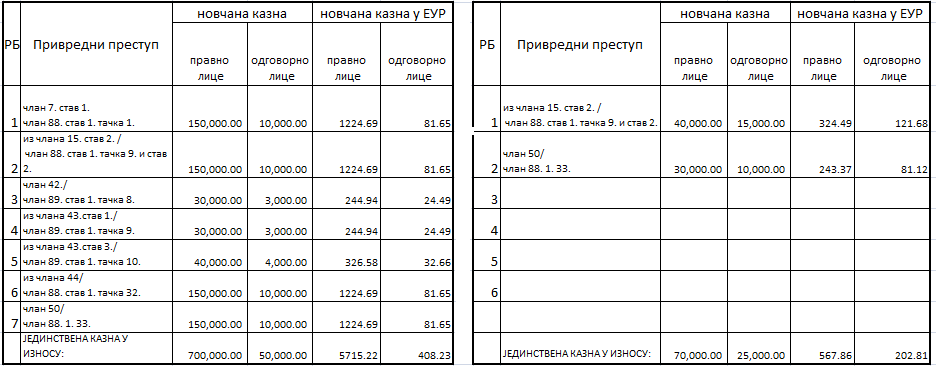 новчана казна новчана казна у ЕУР
РБ Привредни преступ правно лице одговорно лице правно лице одговорно лице
члан 7. став 1.
1 члан 88. став 1. тачка 1. 150,000.00 10,000.00 1224.69 81.65
из члана 15. став 2. /
члан 88. став 1. тачка 9. и став
2 2. 150,000.00 10,000.00 1224.69 81.65
члан 42./
3 члан 89. став 1. тачка 8. 30,000.00 3,000.00 244.94 24.49
из члана 43.став 1./
4 члан 89. став 1. тачка 9. 30,000.00 3,000.00 244.94 24.49
из члана 43.став 3./
5 члан 89. став 1. тачка 10. 40,000.00 4,000.00 326.58 32.66
из члана 44/
6 члан 88. став 1. тачка 32. 150,000.00 10,000.00 1224.69 81.65
члан 50/
7 члан 88. 1. 33. 150,000.00 10,000.00 1224.69 81.65
ЈЕДИНСТВЕНА КАЗНА У
ИЗНОСУ: 700,000.00 50,000.00 5715.22 408.23
новчана казна новчана казна у ЕУР
РБ Привредни преступ правно лице одговорно лице правно лице одговорно лице
из члана 15. став 2. /
1 члан 88. став 1. тачка 9. и став 2. 40,000.00 15,000.00 324.49 121.68
члан 50/
2 члан 88. 1. 33. 30,000.00 10,000.00 243.37 81.12
3
4
5
6
ЈЕДИНСТВЕНА КАЗНА У ИЗНОСУ: 70,000.00 25,000.00 567.86 202.81